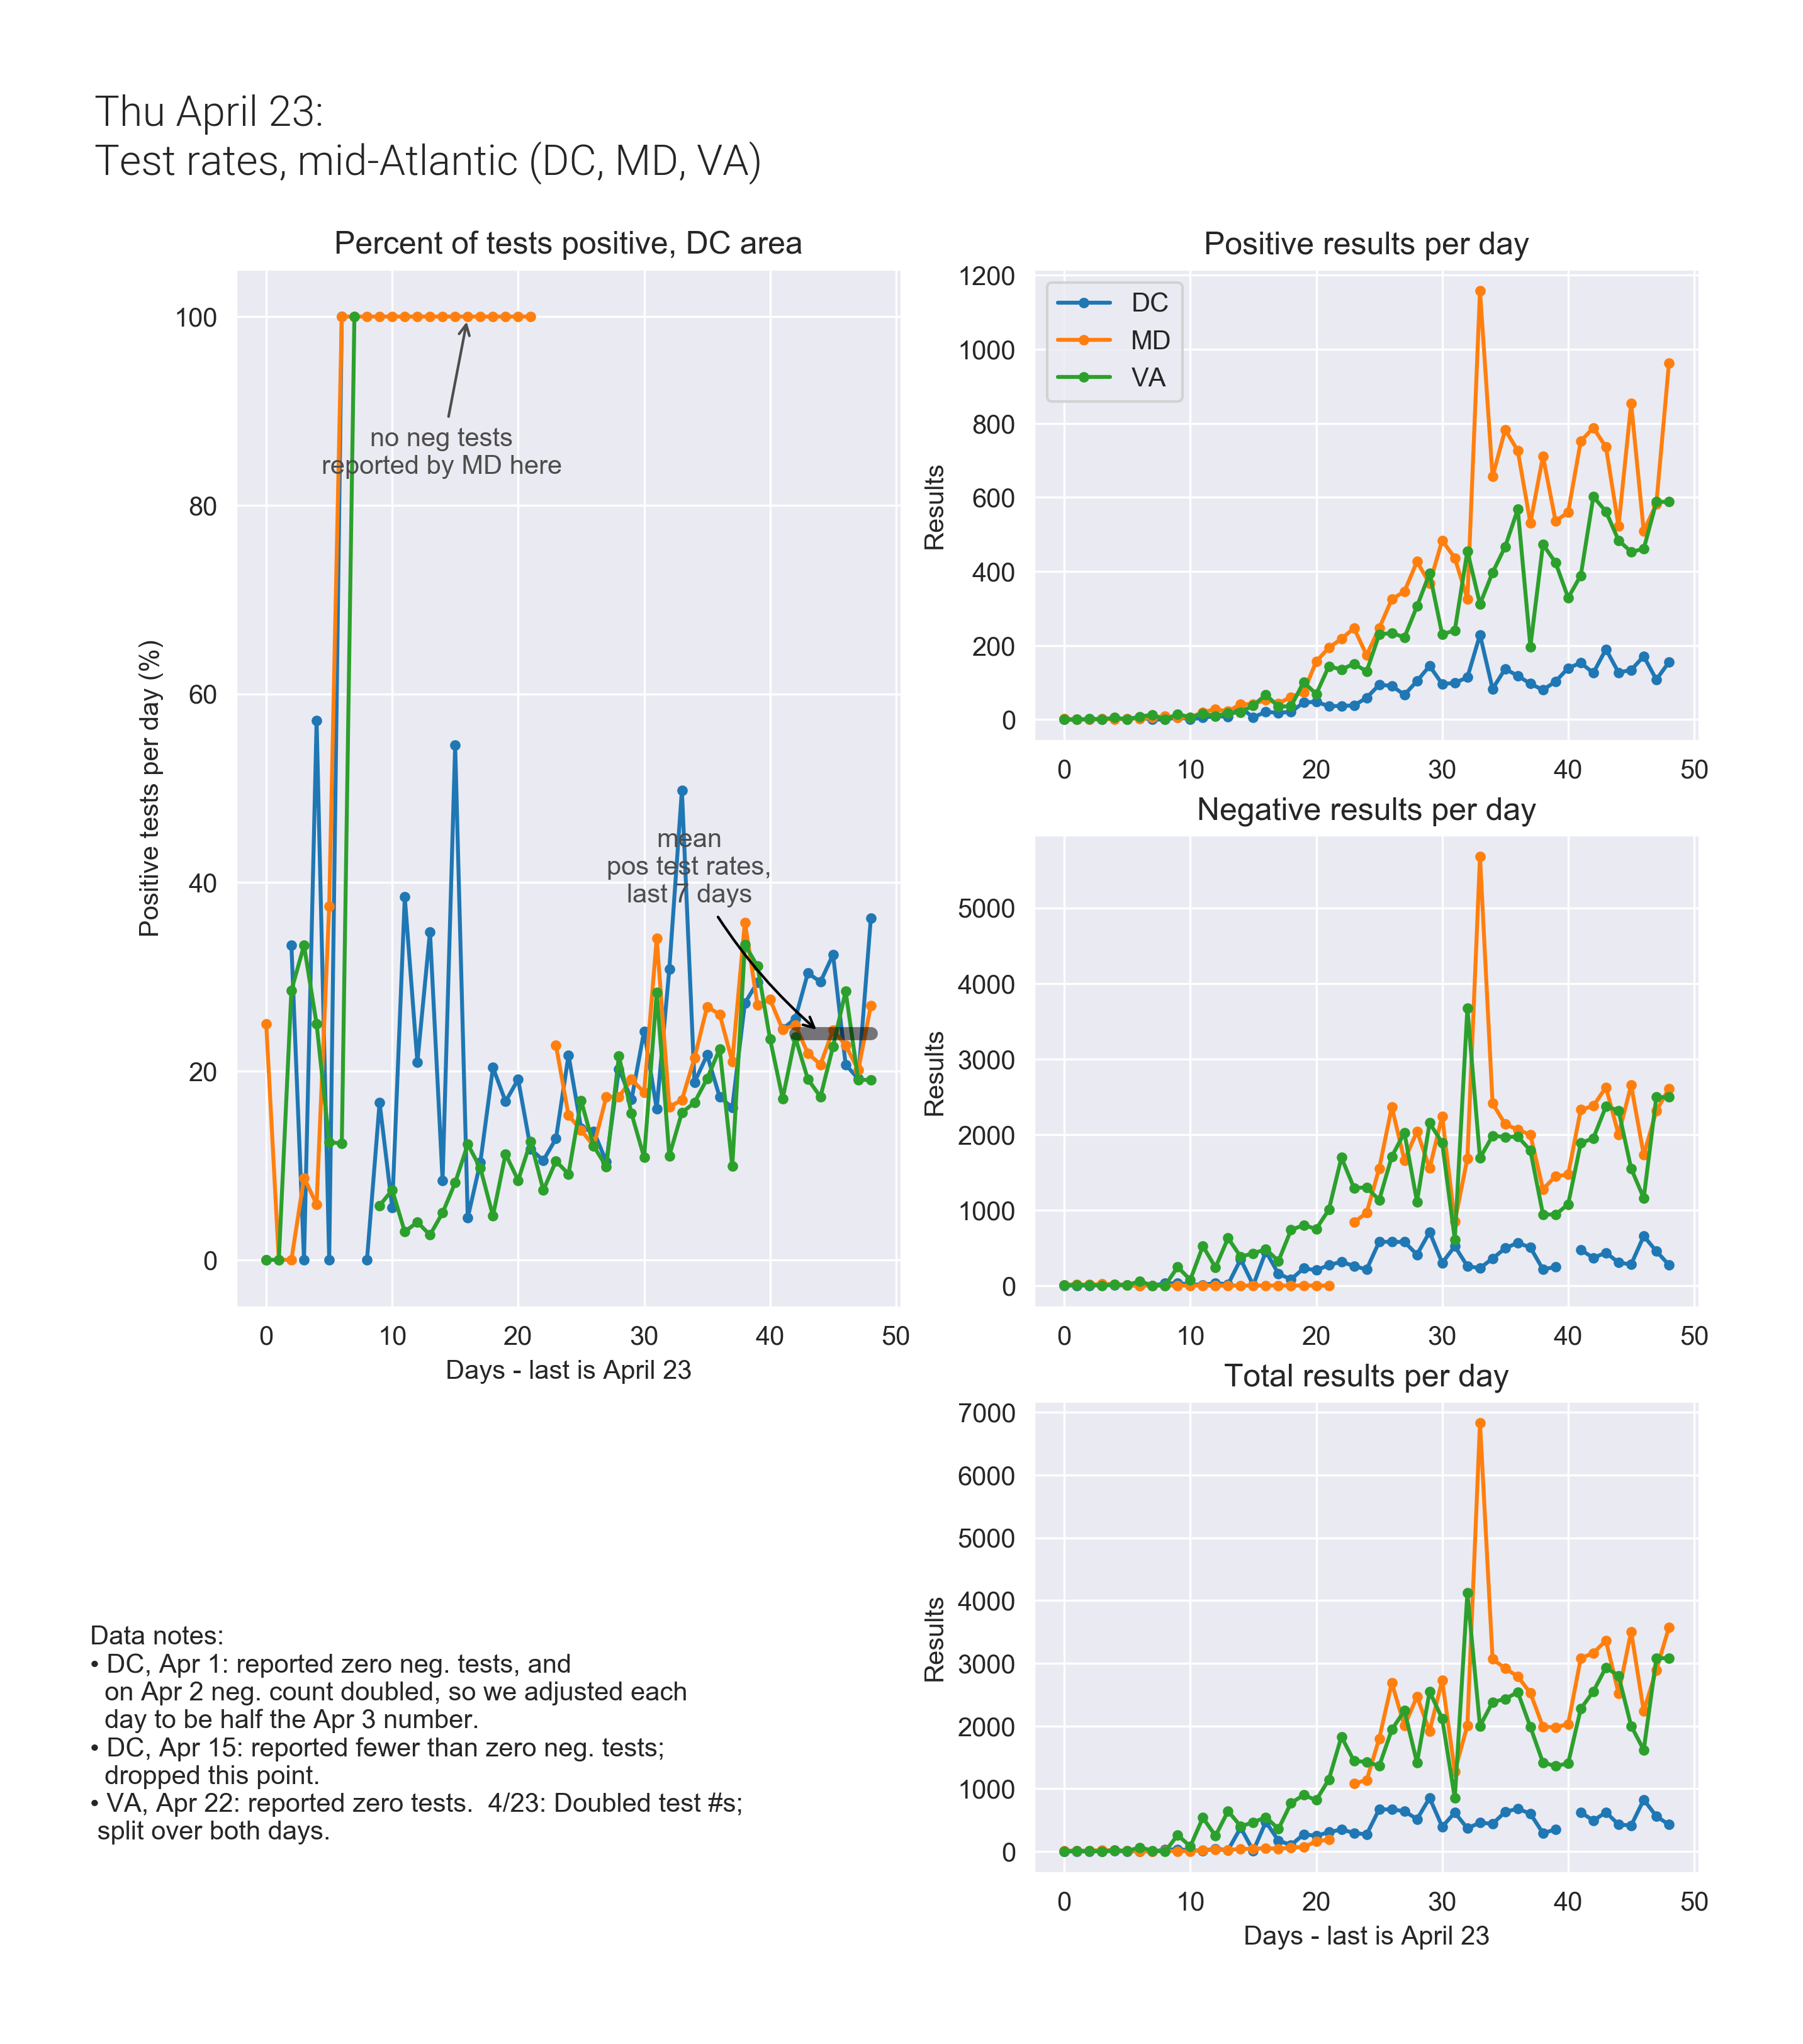 Thu April 23:
Test rates, mid-Atlantic (DC, MD, VA)
Percent of tests positive, DC area
Positive tests per day (%)
100
80
60
40
20
0
no neg tests
reported by MD here
mean
pos test rates,
last 7 days
0 10 20 30 40 50
Days - last is April 23
Positive results per day
Results
1200
1000
800
600
400
200
0
DC
MD
VA
0 10 20 30 40 50
Negative results per day
Results
5000
4000
3000
2000
1000
0
0 10 20 30 40 50
Total results per day
Results
7000
6000
5000
4000
3000
2000
1000
0
0 10 20 30 40 50
Days - last is April 23
Data notes:
• DC, Apr 1: reported zero neg. tests, and
on Apr 2 neg. count doubled, so we adjusted each
day to be half the Apr 3 number.
• DC, Apr 15: reported fewer than zero neg. tests;
dropped this point.
• VA, Apr 22: reported zero tests.  4/23: Doubled test #s;
split over both days.